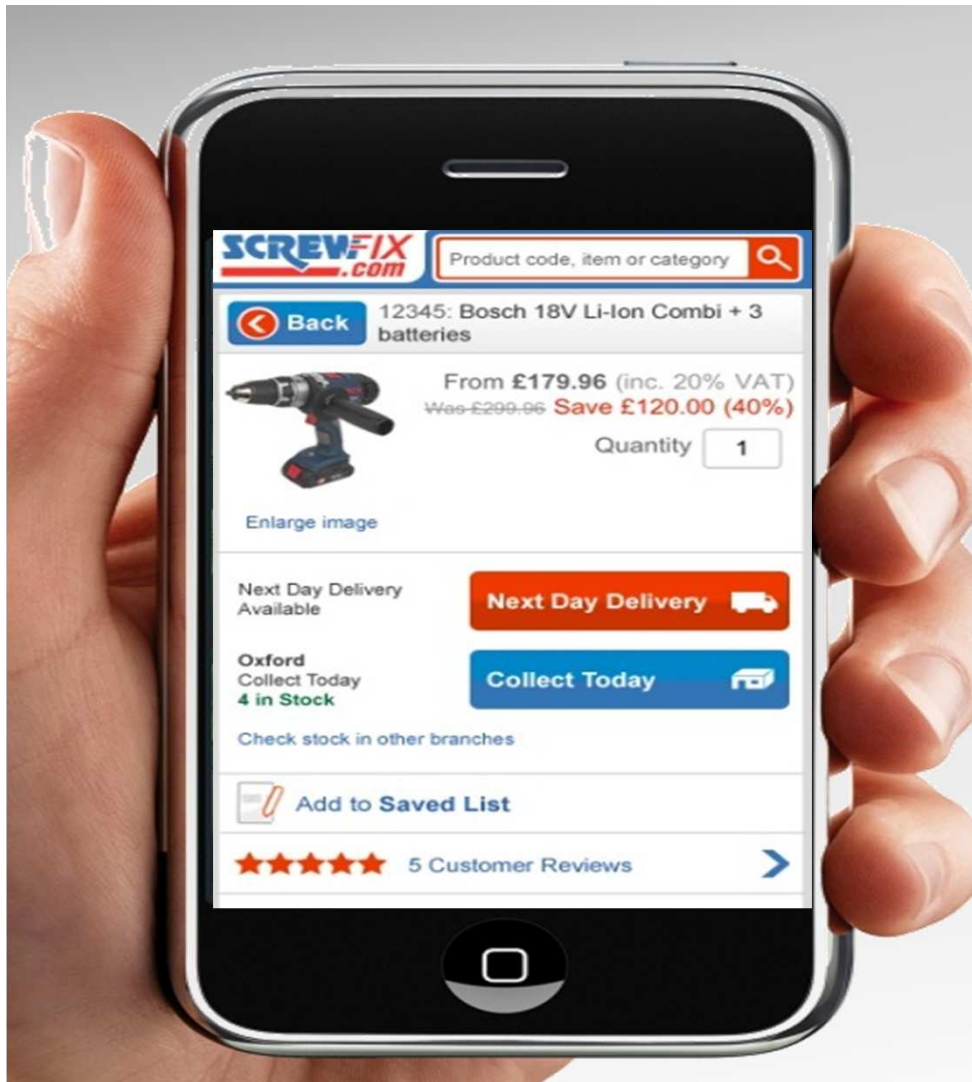 SCREWFIX
.com
Product code, item or category
Back
12345: Bosch 18V Li-Ion Combi + 3
batteries
From £179.96 (inc. 20% VAT)
Was £299.96 Save £120.00 (40%)
Quantity 1
Enlarge image
Next Day Delivery
Available
Next Day Delivery
Oxford
Collect Today
4 in Stock
Collect Today
Check stock in other branches
Add to Saved List
5 Customer Reviews